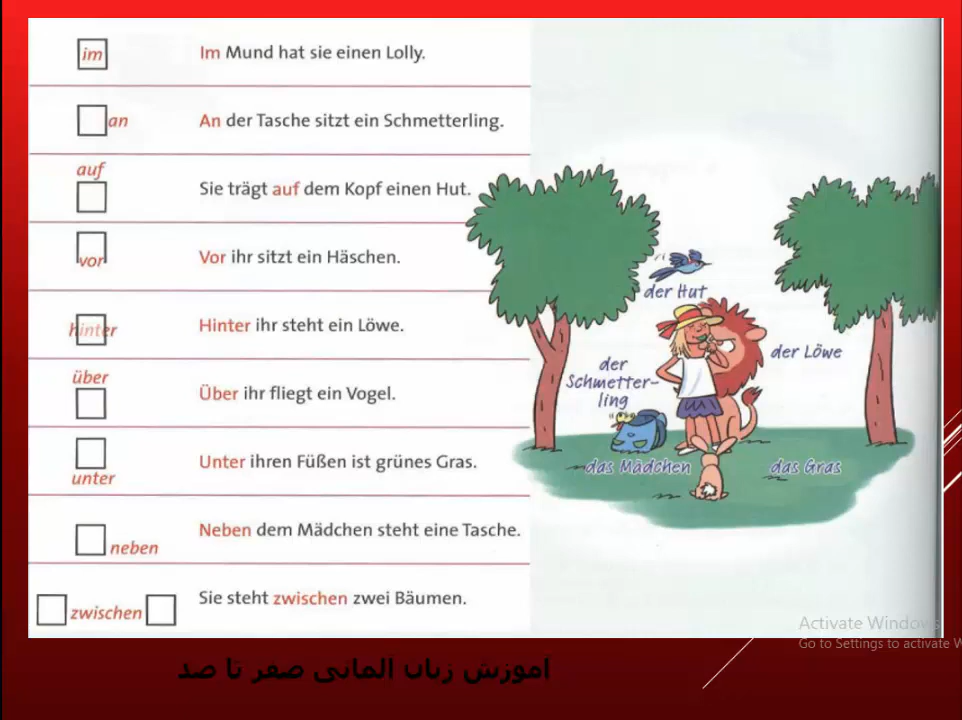 im
Im Mund hat sie einen Lolly.
an
An der Tasche sitzt ein Schmetterling.
auf
Sie trägt auf dem Kopf einen Hut.
vor
Vor ihr sitzt ein Häschen.
hinter
Hinter ihr steht ein Löwe.
über
Über ihr fliegt ein Vogel.
unter
Unter ihren Füßen ist grünes Gras.
neben
Neben dem Mädchen steht eine Tasche.
zwischen
Sie steht zwischen zwei Bäumen.
der Hut
der Löwe
der
Schmetter-
ling
das Mädchen
das Gras
Activate Windows
Go to Settings to activate W
آموزش زبان آلمانی صفر تا صد